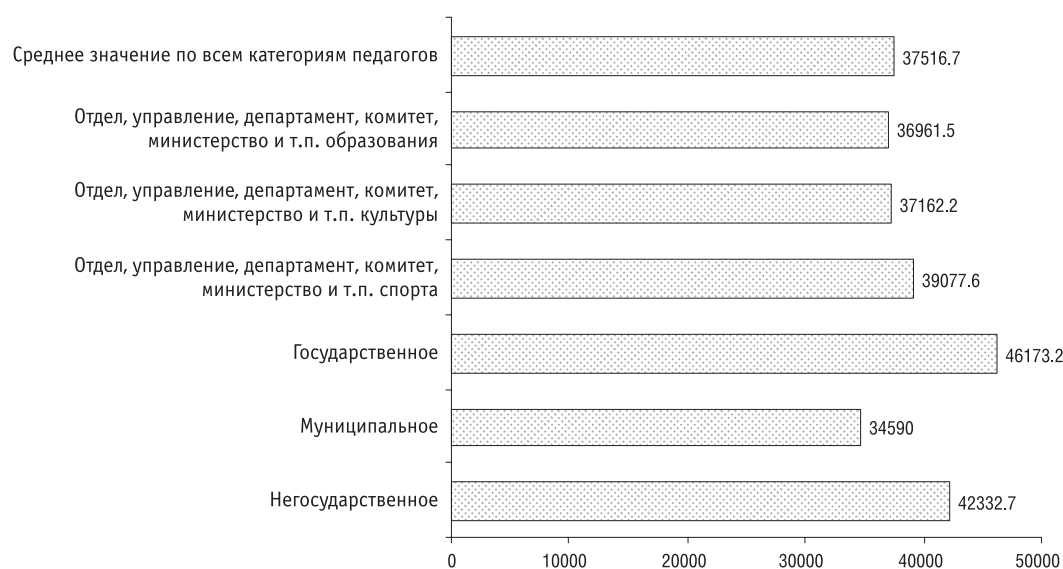 Среднее значение по всем категориям педагогов
37516.7
Отдел, управление, департамент, комитет,
министерство и т.п. образования
36961.5
Отдел, управление, департамент, комитет,
министерство и т.п. культуры
37162.2
Отдел, управление, департамент, комитет,
министерство и т.п. спорта
39077.6
Государственное
46173.2
Муниципальное
34590
Негосударственное
42332.7
0 10000 20000 30000 40000 50000